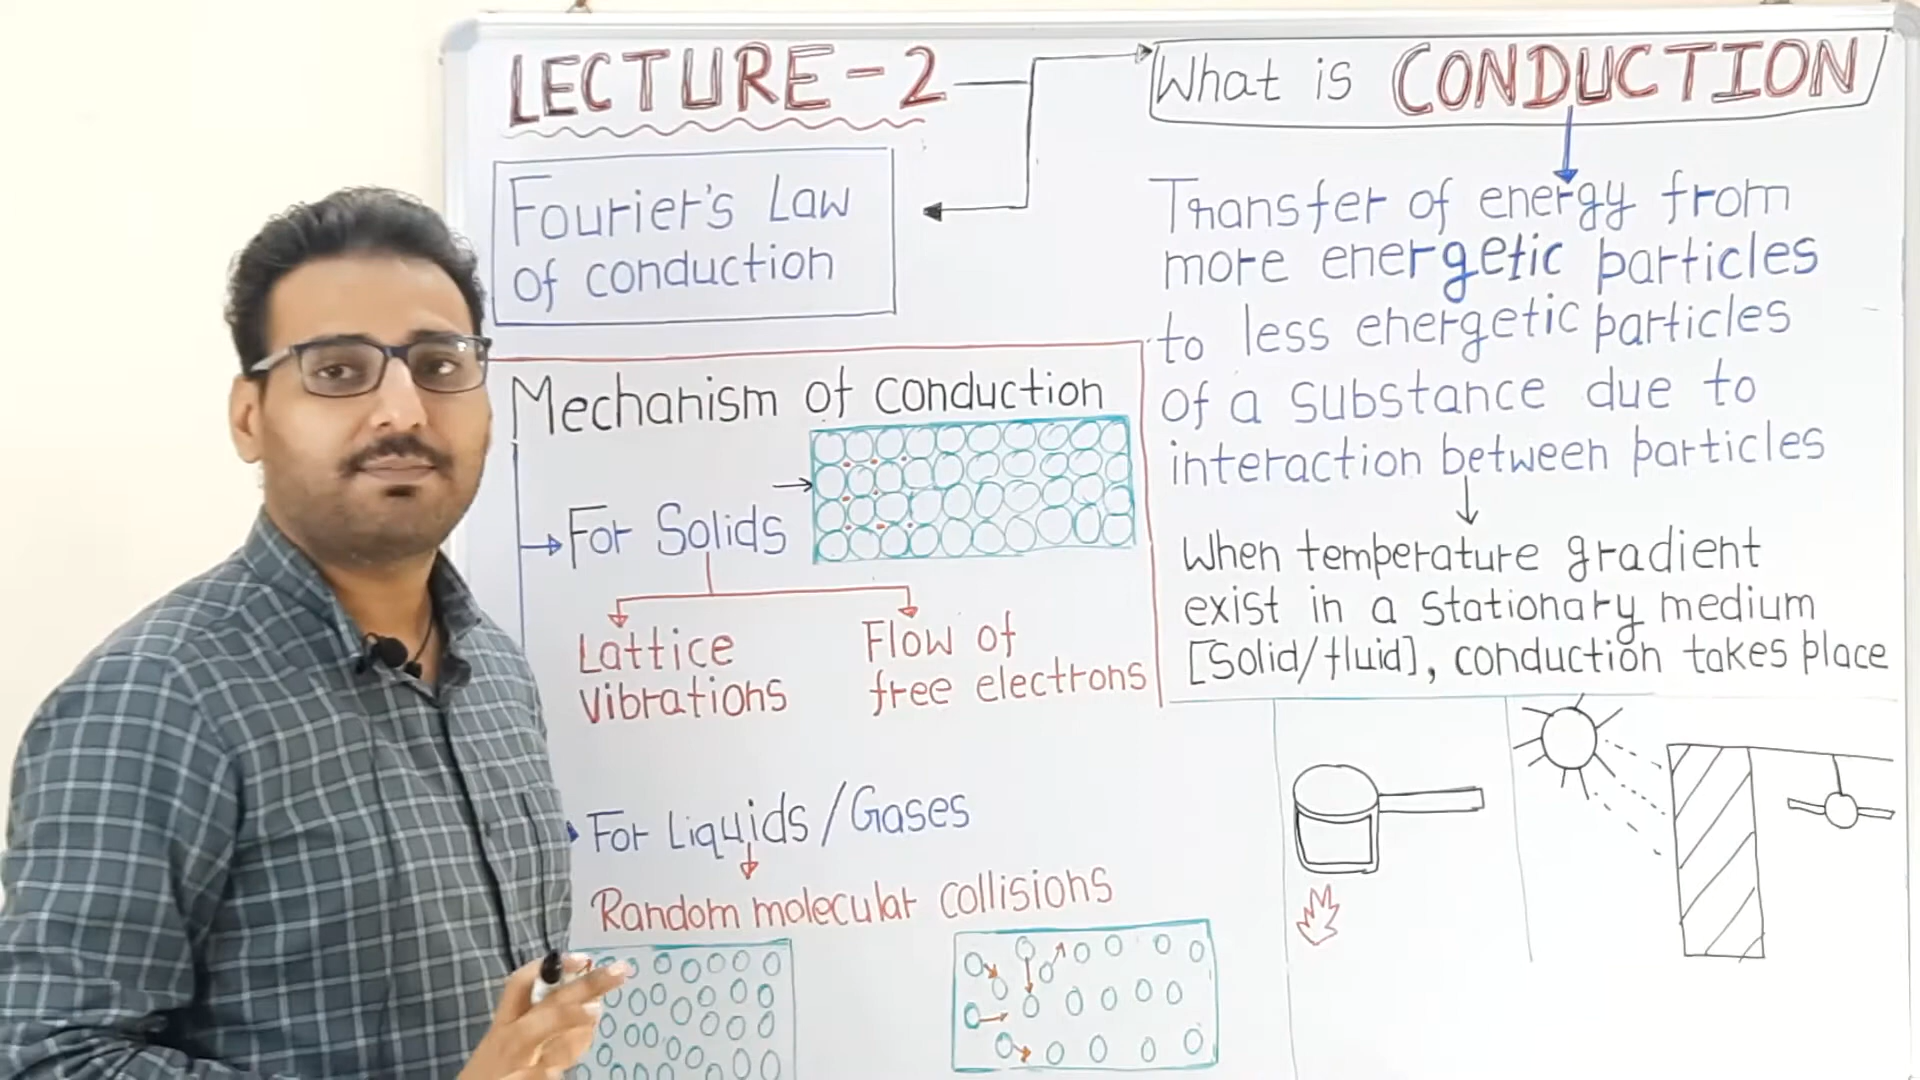 LECTURE-2
What is CONDUCTION
Fourier's Law
of conduction
Transfer of energy from
more energetic particles
to less energetic particles
of a substance due to
interaction between particles
When temperature gradient
exist in a stationary medium
[Solid/fluid], conduction takes place
Mechanism of conduction
For Solids
Lattice
Vibrations
Flow of
free electrons
For Liquids/Gases
Random molecular collisions